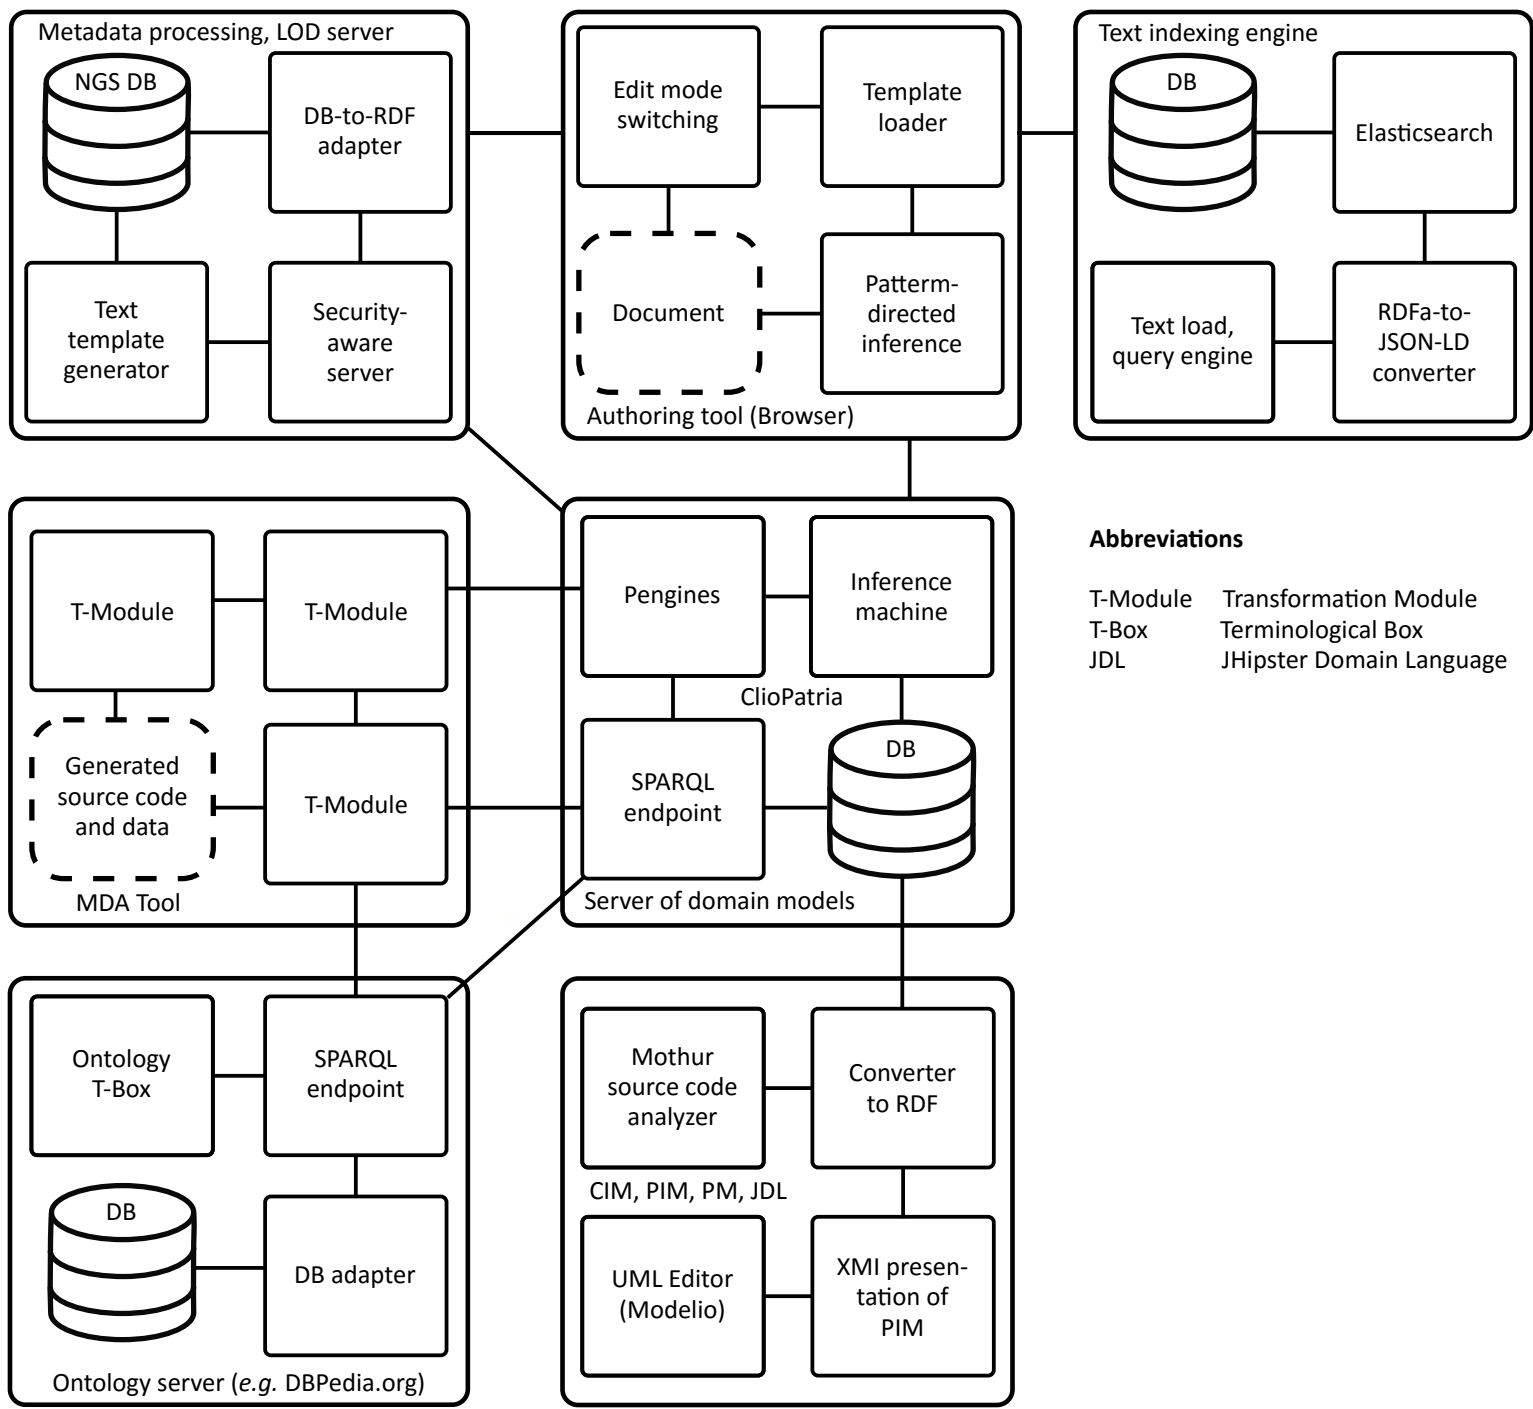 Metadata processing, LOD server
NGS DB
DB-to-RDF
adapter
Text
template
generator
Security-
aware
server
Edit mode
switching
Template
loader
Document
Patterm-
directed
inference
Authoring tool (Browser)
Text indexing engine
DB
Elasticsearch
Text load,
query engine
RDFa-to-
JSON-LD
converter
T-Module
T-Module
Generated
source code
and data
T-Module
MDA Tool
Pengines
Inference
machine
ClioPatria
SPARQL
endpoint
DB
Server of domain models
Abbreviations
T-Module Transformation Module
T-Box Terminological Box
JDL JHipster Domain Language
Ontology
T-Box
SPARQL
endpoint
DB
DB adapter
Ontology server (e.g. DBPedia.org)
Mothur
source code
analyzer
Converter
to RDF
CIM, PIM, PM, JDL
UML Editor
(Modelio)
XMI presen-
tation of
PIM